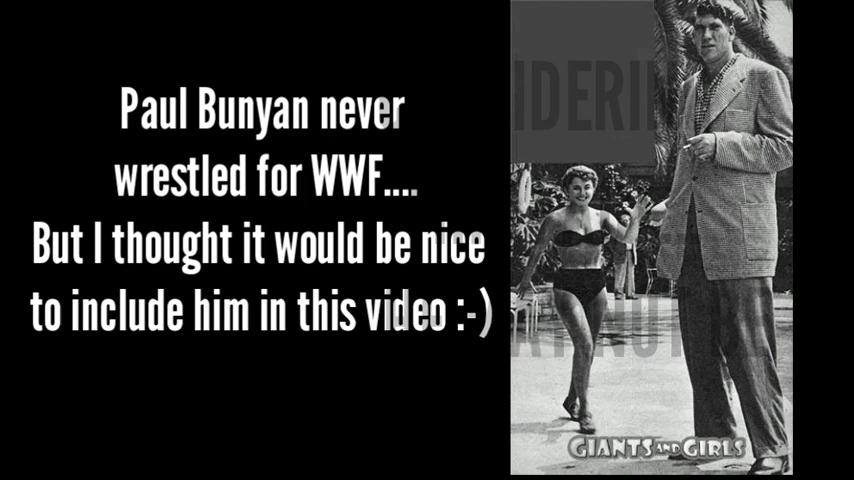 Paul Bunyan never
wrestled for WWF....
But I thought it would be nice
to include him in this video :-)
GIANTS AND GIRLS